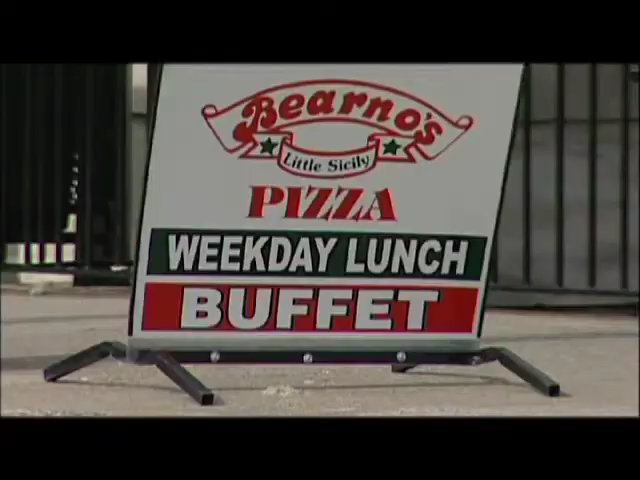 Bearno's
Little Sicily
PIZZA
WEEKDAY LUNCH
BUFFET